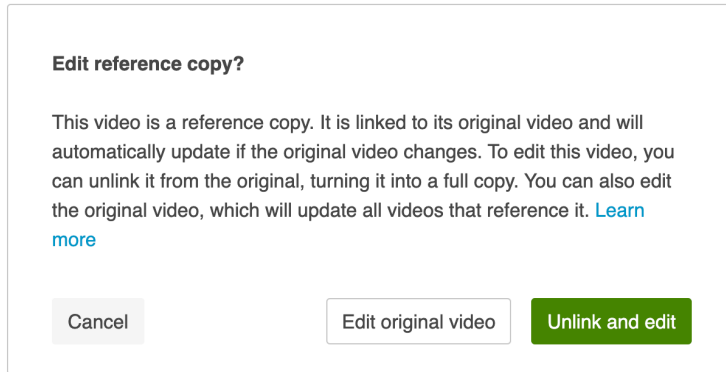 Edit reference copy?
This video is a reference copy. It is linked to its original video and will
automatically update if the original video changes. To edit this video, you
can unlink it from the original, turning it into a full copy. You can also edit
the original video, which will update all videos that reference it. Learn
more
Cancel
Edit original video
Unlink and edit